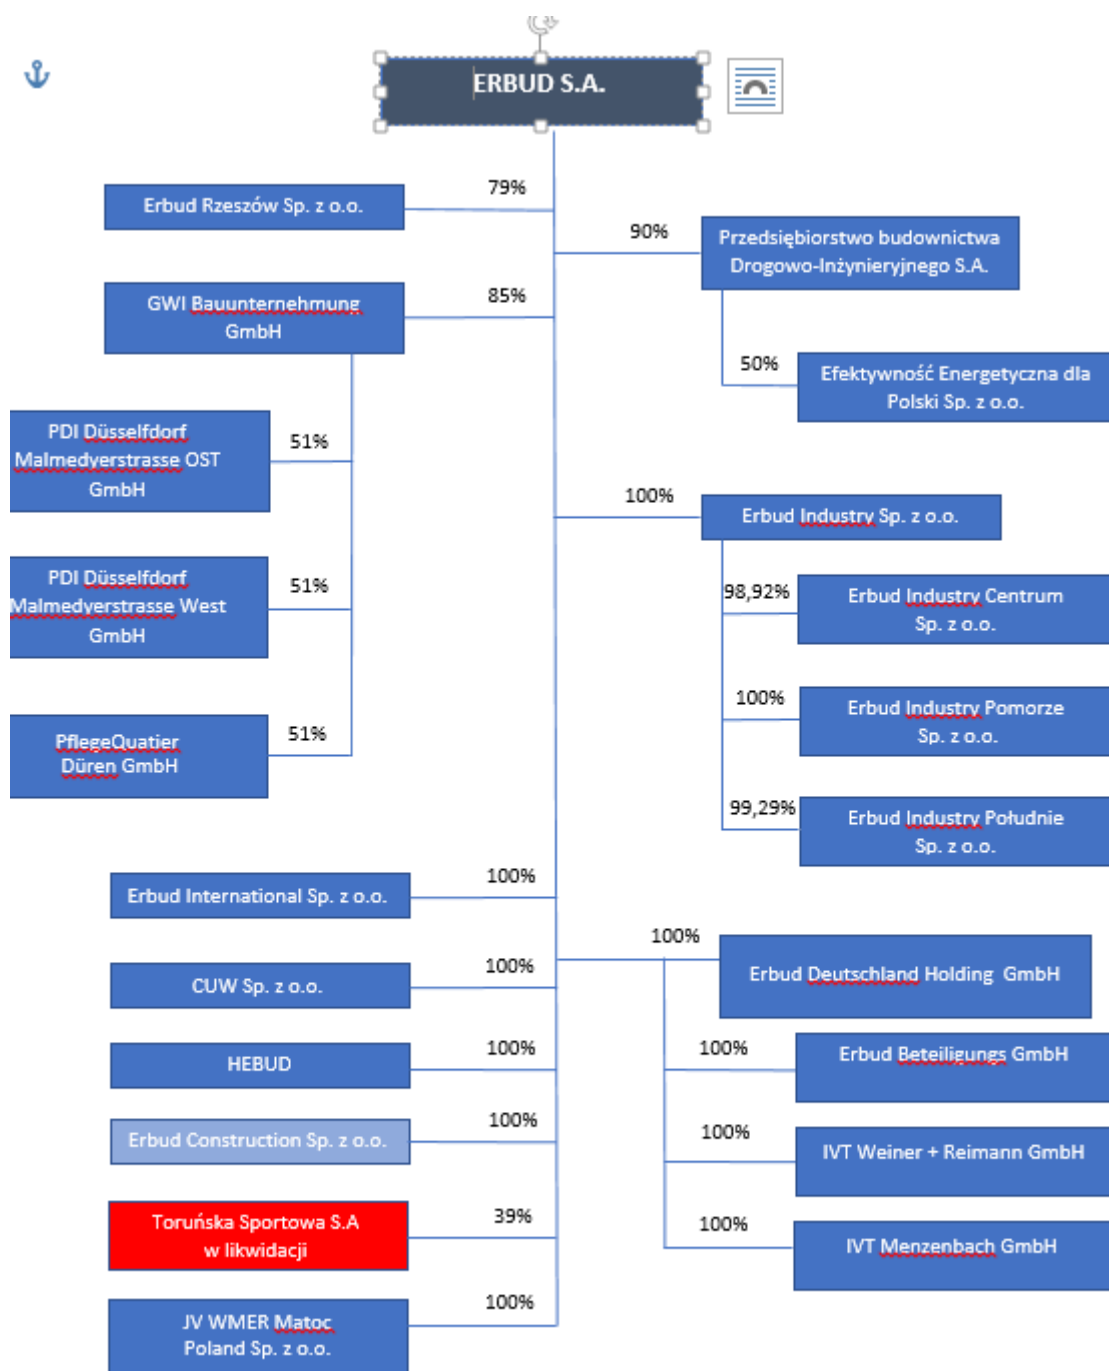 ERBUD S.A.
79%
Erbud Rzeszów Sp. z o.o.
90%
Przedsiębiorstwo budownictwa
Drogowo-Inżynieryjnego S.A.
GWI Bauunternehmung
GmbH
85%
50%
Efektywność Energetyczna dla
Polski Sp. z o.o.
PDI Düsselfdorf
Malmedyerstrasse OST
GmbH
51%
100%
Erbud Industry Sp. z o.o.
PDI Düsselfdorf
Malmedyerstrasse West
GmbH
51%
98,92%
Erbud Industry Centrum
Sp. z o.o.
100%
Erbud Industry Pomorze
Sp. z o.o.
PflegeQuatier
Düren GmbH
51%
99,29%
Erbud Industry Południe
Sp. z o.o.
100%
Erbud International Sp. z o.o.
100%
Erbud Deutschland Holding GmbH
100%
CUW Sp. z o.o.
100%
HEBUD
100%
Erbud Beteiligungs GmbH
100%
Erbud Construction Sp. z o.o.
100%
IVT Weiner + Reimann GmbH
39%
Toruńska Sportowa S.A
w likwidacji
100%
IVT Menzenbach GmbH
100%
JV WMER Matoc
Poland Sp. z o.o.